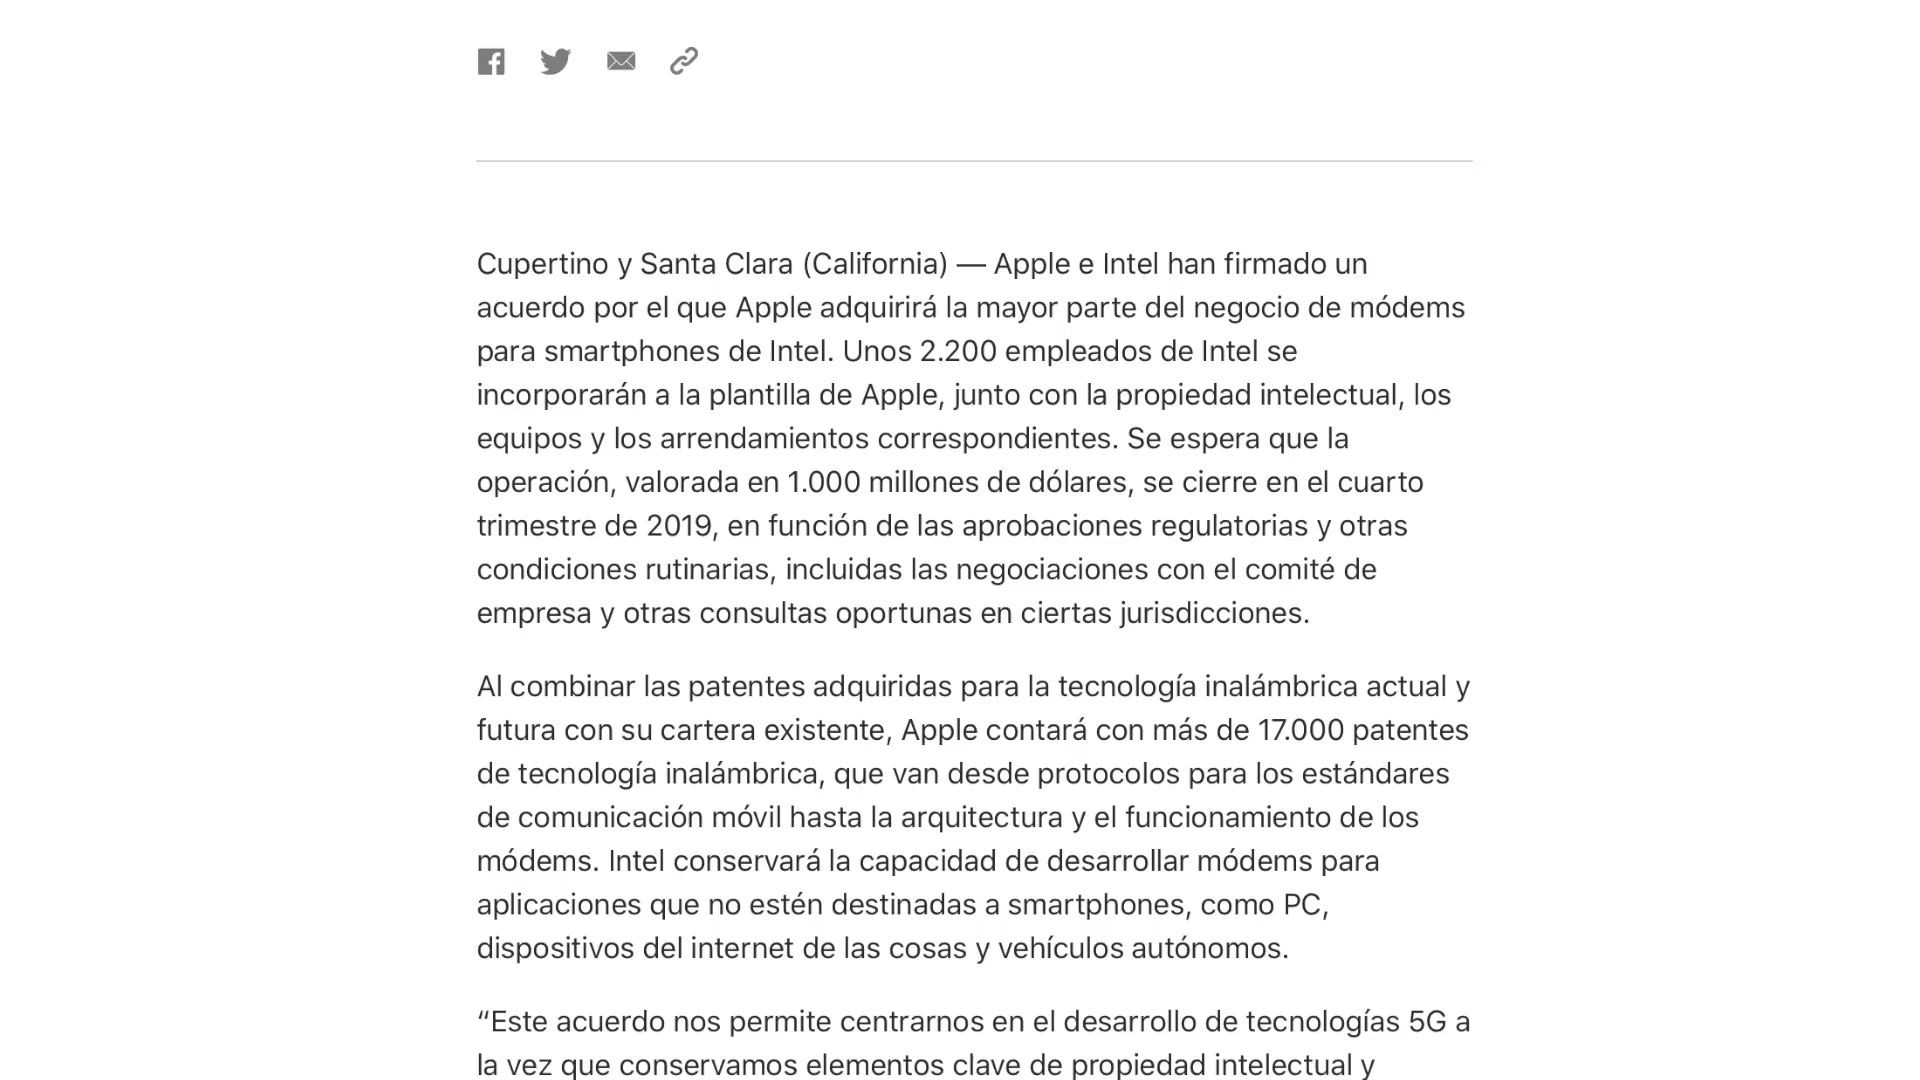 Cupertino y Santa Clara (California) — Apple e Intel han firmado un
acuerdo por el que Apple adquirirá la mayor parte del negocio de módems
para smartphones de Intel. Unos 2.200 empleados de Intel se
incorporarán a la plantilla de Apple, junto con la propiedad intelectual, los
equipos y los arrendamientos correspondientes. Se espera que la
operación, valorada en 1.000 millones de dólares, se cierre en el cuarto
trimestre de 2019, en función de las aprobaciones regulatorias y otras
condiciones rutinarias, incluidas las negociaciones con el comité de
empresa y otras consultas oportunas en ciertas jurisdicciones.
Al combinar las patentes adquiridas para la tecnología inalámbrica actual y
futura con su cartera existente, Apple contará con más de 17.000 patentes
de tecnología inalámbrica, que van desde protocolos para los estándares
de comunicación móvil hasta la arquitectura y el funcionamiento de los
módems. Intel conservará la capacidad de desarrollar módems para
aplicaciones que no estén destinadas a smartphones, como PC,
dispositivos del internet de las cosas y vehículos autónomos.
“Este acuerdo nos permite centrarnos en el desarrollo de tecnologías 5G a
la vez que conservamos elementos clave de propiedad intelectual y